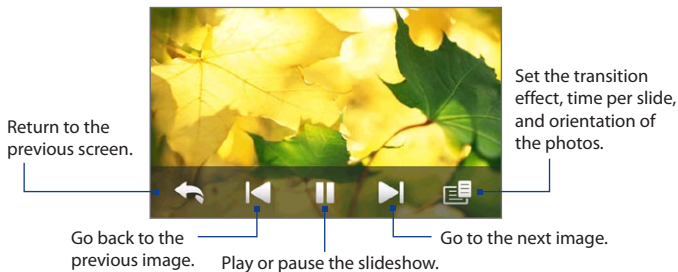 Return to the
previous screen.
Set the transition
effect, time per slide,
and orientation of
the photos.
Go back to the
previous image.
Play or pause the slideshow.
Go to the next image.